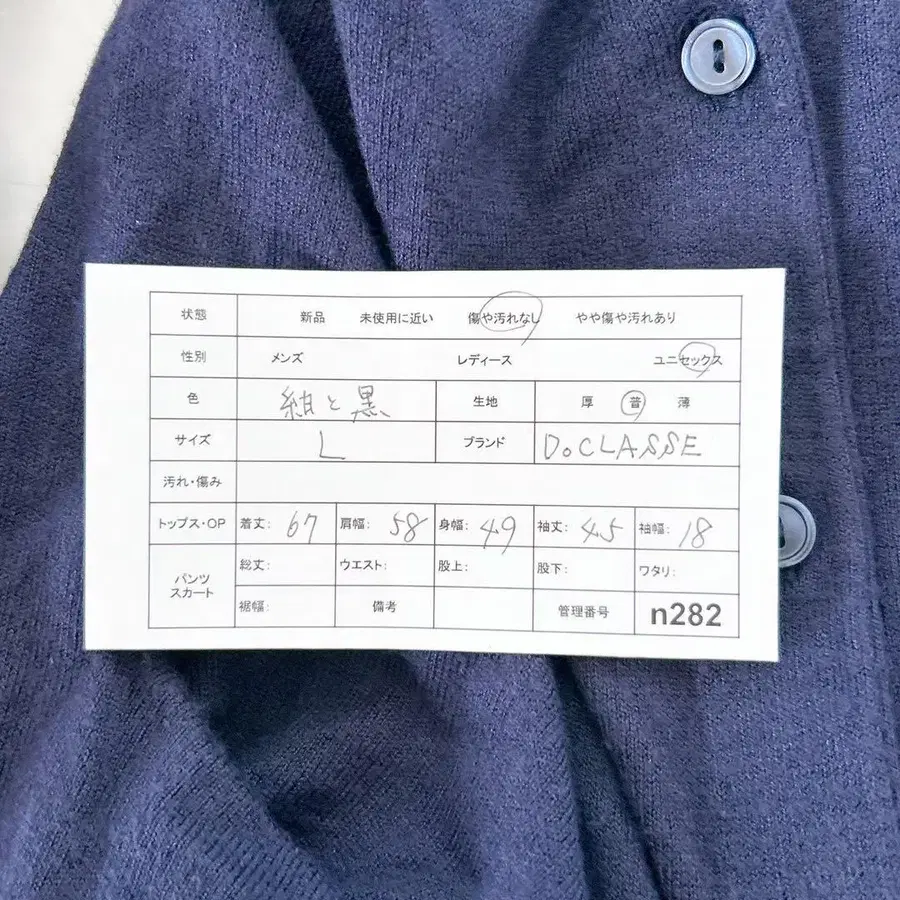 状態 新品 未使用に近い 傷や汚れなし やや傷や汚れあり
性別 メンズ レディース ユニセックス
色 紺と黒 生地 厚 普 薄
サイズ L ブランド DoCLASSE
汚れ・傷み
トップス・OP 着丈: 67 肩幅: 58 身幅: 49 袖丈: 45 袖幅: 18
パンツ
スカート
総丈: ウエスト: 股上: 股下: ワタリ:
裾幅: 備考 管理番号 n282